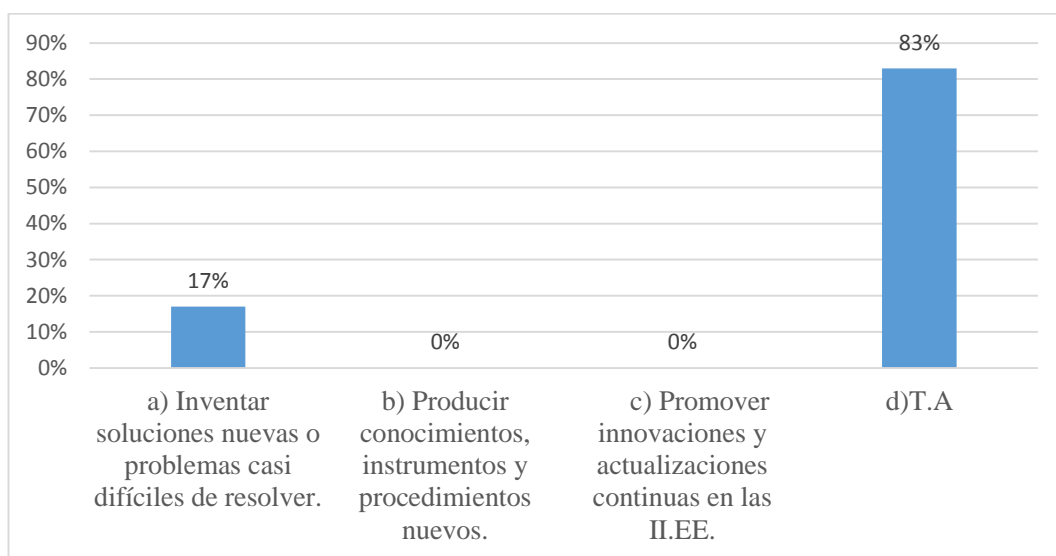 90%
80%
70%
60%
50%
40%
30%
20%
10%
0%
17%
0%
0%
83%
a) Inventar
soluciones nuevas o
problemas casi
difíciles de resolver.
b) Producir
conocimientos,
instrumentos y
procedimientos
nuevos.
c) Promover
innovaciones y
actualizaciones
continuas en las
II.EE.
d)T.A